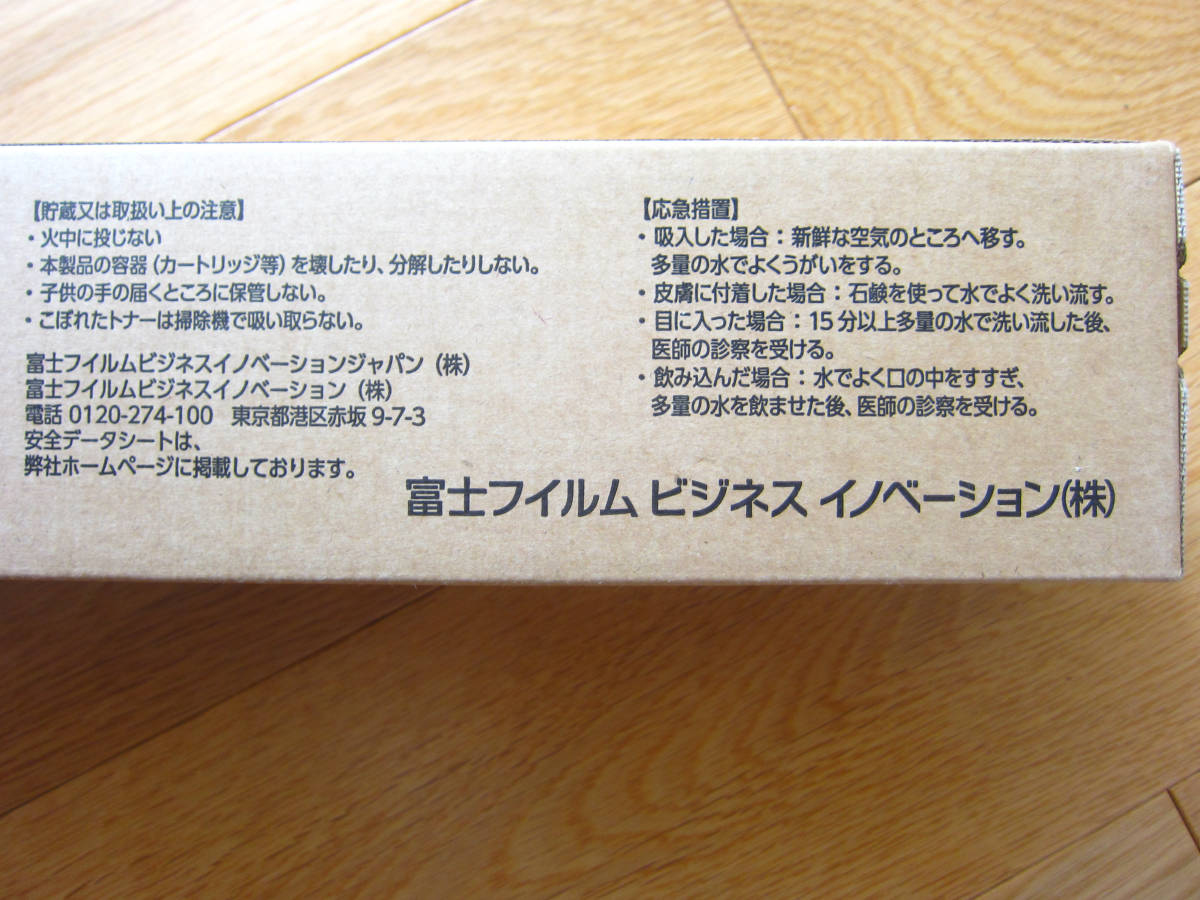 【貯蔵又は取扱い上の注意】
・火中に投じない
・本製品の容器(カートリッジ等)を壊したり、分解したりしない。
・子供の手の届くところに保管しない。
・こぼれたトナーは掃除機で吸い取らない。
富士フイルムビジネスイノベーションジャパン(株)
富士フイルムビジネスイノベーション(株)
電話 0120-274-100 東京都港区赤坂 9-7-3
安全データシートは、
弊社ホームページに掲載しております。
【応急措置】
・吸入した場合:新鮮な空気のところへ移す。
多量の水でよくうがいをする。
・皮膚に付着した場合:石鹸を使って水でよく洗い流す。
・目に入った場合:15分以上多量の水で洗い流した後、
医師の診察を受ける。
・飲み込んだ場合:水でよく口の中をすすぎ、
多量の水を飲ませた後、医師の診察を受ける。
富士フイルム ビジネス イノベーション(株)